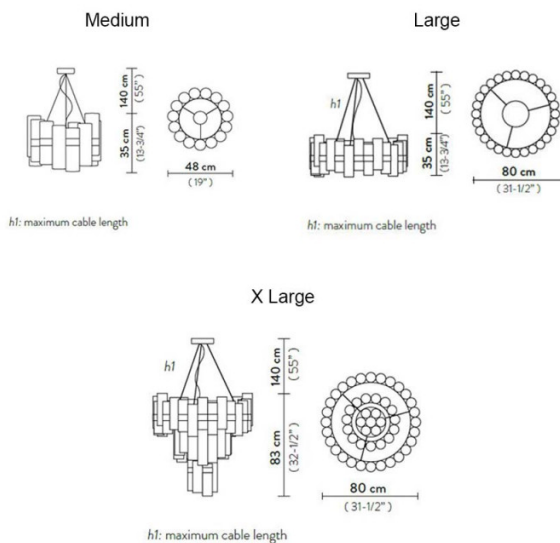 Medium
140 cm
(55")
35 cm
(13-3/4")
48 cm
(19")
h1: maximum cable length
Large
h1
140 cm
(55")
35 cm
(13-3/4")
80 cm
(31-1/2")
h1: maximum cable length
X Large
h1
140 cm
(55")
83 cm
(32-1/2")
80 cm
(31-1/2")
h1: maximum cable length